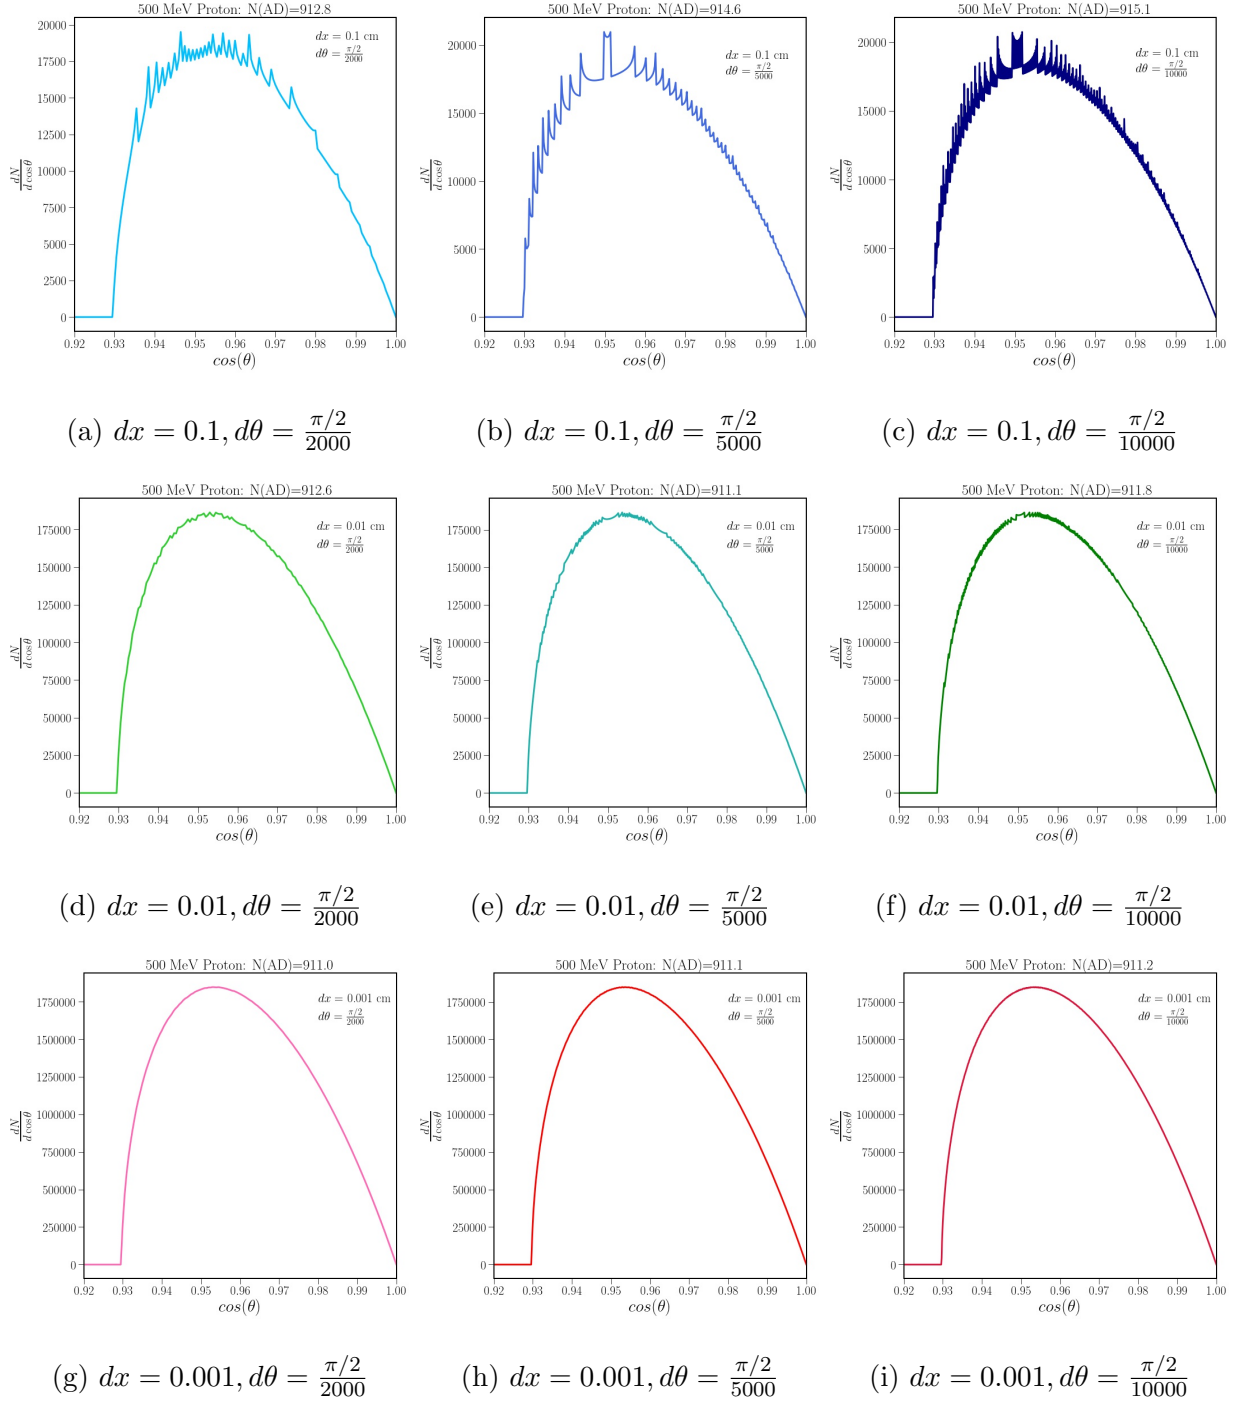 500 MeV Proton: N(AD)=912.8
dx = 0.1 cm
dθ = π/2 / 2000
20000
17500
15000
12500
10000
7500
5000
2500
0
dN / d cos θ
0.92 0.93 0.94 0.95 0.96 0.97 0.98 0.99 1.00
cos(θ)
(a) dx = 0.1, dθ = π/2 / 2000
500 MeV Proton: N(AD)=914.6
dx = 0.1 cm
dθ = π/2 / 5000
20000
15000
10000
5000
0
dN / d cos θ
0.92 0.93 0.94 0.95 0.96 0.97 0.98 0.99 1.00
cos(θ)
(b) dx = 0.1, dθ = π/2 / 5000
500 MeV Proton: N(AD)=915.1
dx = 0.1 cm
dθ = π/2 / 10000
20000
15000
10000
5000
0
dN / d cos θ
0.92 0.93 0.94 0.95 0.96 0.97 0.98 0.99 1.00
cos(θ)
(c) dx = 0.1, dθ = π/2 / 10000
500 MeV Proton: N(AD)=912.6
dx = 0.01 cm
dθ = π/2 / 2000
175000
150000
125000
100000
75000
50000
25000
0
dN / d cos θ
0.92 0.93 0.94 0.95 0.96 0.97 0.98 0.99 1.00
cos(θ)
(d) dx = 0.01, dθ = π/2 / 2000
500 MeV Proton: N(AD)=911.1
dx = 0.01 cm
dθ = π/2 / 5000
175000
150000
125000
100000
75000
50000
25000
0
dN / d cos θ
0.92 0.93 0.94 0.95 0.96 0.97 0.98 0.99 1.00
cos(θ)
(e) dx = 0.01, dθ = π/2 / 5000
500 MeV Proton: N(AD)=911.8
dx = 0.01 cm
dθ = π/2 / 10000
175000
150000
125000
100000
75000
50000
25000
0
dN / d cos θ
0.92 0.93 0.94 0.95 0.96 0.97 0.98 0.99 1.00
cos(θ)
(f) dx = 0.01, dθ = π/2 / 10000
500 MeV Proton: N(AD)=911.0
dx = 0.001 cm
dθ = π/2 / 2000
1750000
1500000
1250000
1000000
750000
500000
250000
0
dN / d cos θ
0.92 0.93 0.94 0.95 0.96 0.97 0.98 0.99 1.00
cos(θ)
(g) dx = 0.001, dθ = π/2 / 2000
500 MeV Proton: N(AD)=911.1
dx = 0.001 cm
dθ = π/2 / 5000
1750000
1500000
1250000
1000000
750000
500000
250000
0
dN / d cos θ
0.92 0.93 0.94 0.95 0.96 0.97 0.98 0.99 1.00
cos(θ)
(h) dx = 0.001, dθ = π/2 / 5000
500 MeV Proton: N(AD)=911.2
dx = 0.001 cm
dθ = π/2 / 10000
1750000
1500000
1250000
1000000
750000
500000
250000
0
dN / d cos θ
0.92 0.93 0.94 0.95 0.96 0.97 0.98 0.99 1.00
cos(θ)
(i) dx = 0.001, dθ = π/2 / 10000